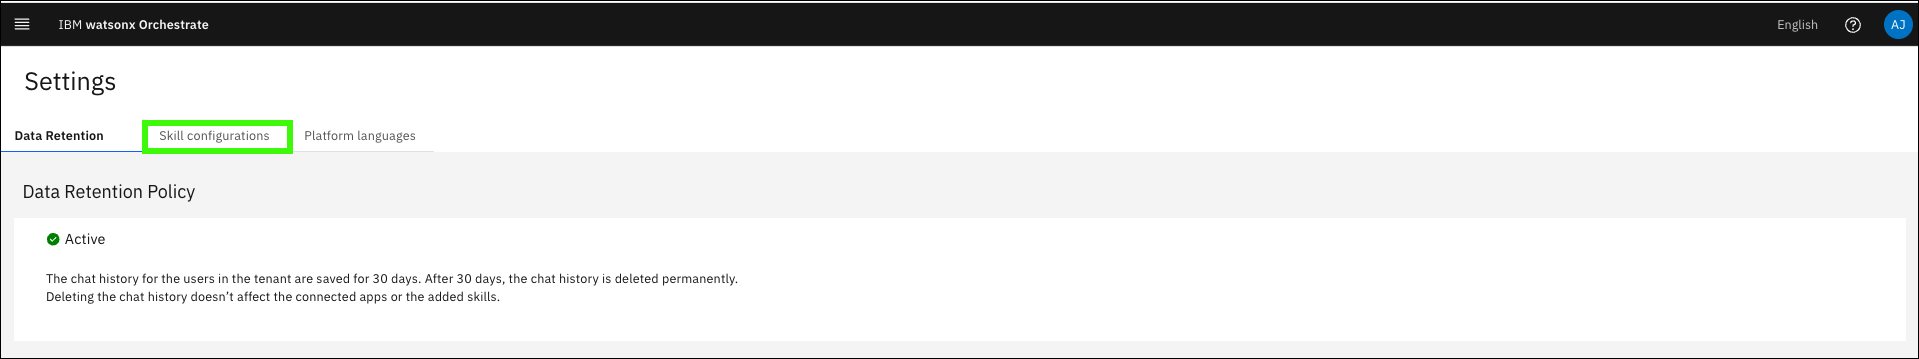 IBM watsonx Orchestrate
English
AJ
Settings
Data Retention
Skill configurations
Platform languages
Data Retention Policy
Active
The chat history for the users in the tenant are saved for 30 days. After 30 days, the chat history is deleted permanently.
Deleting the chat history doesn’t affect the connected apps or the added skills.